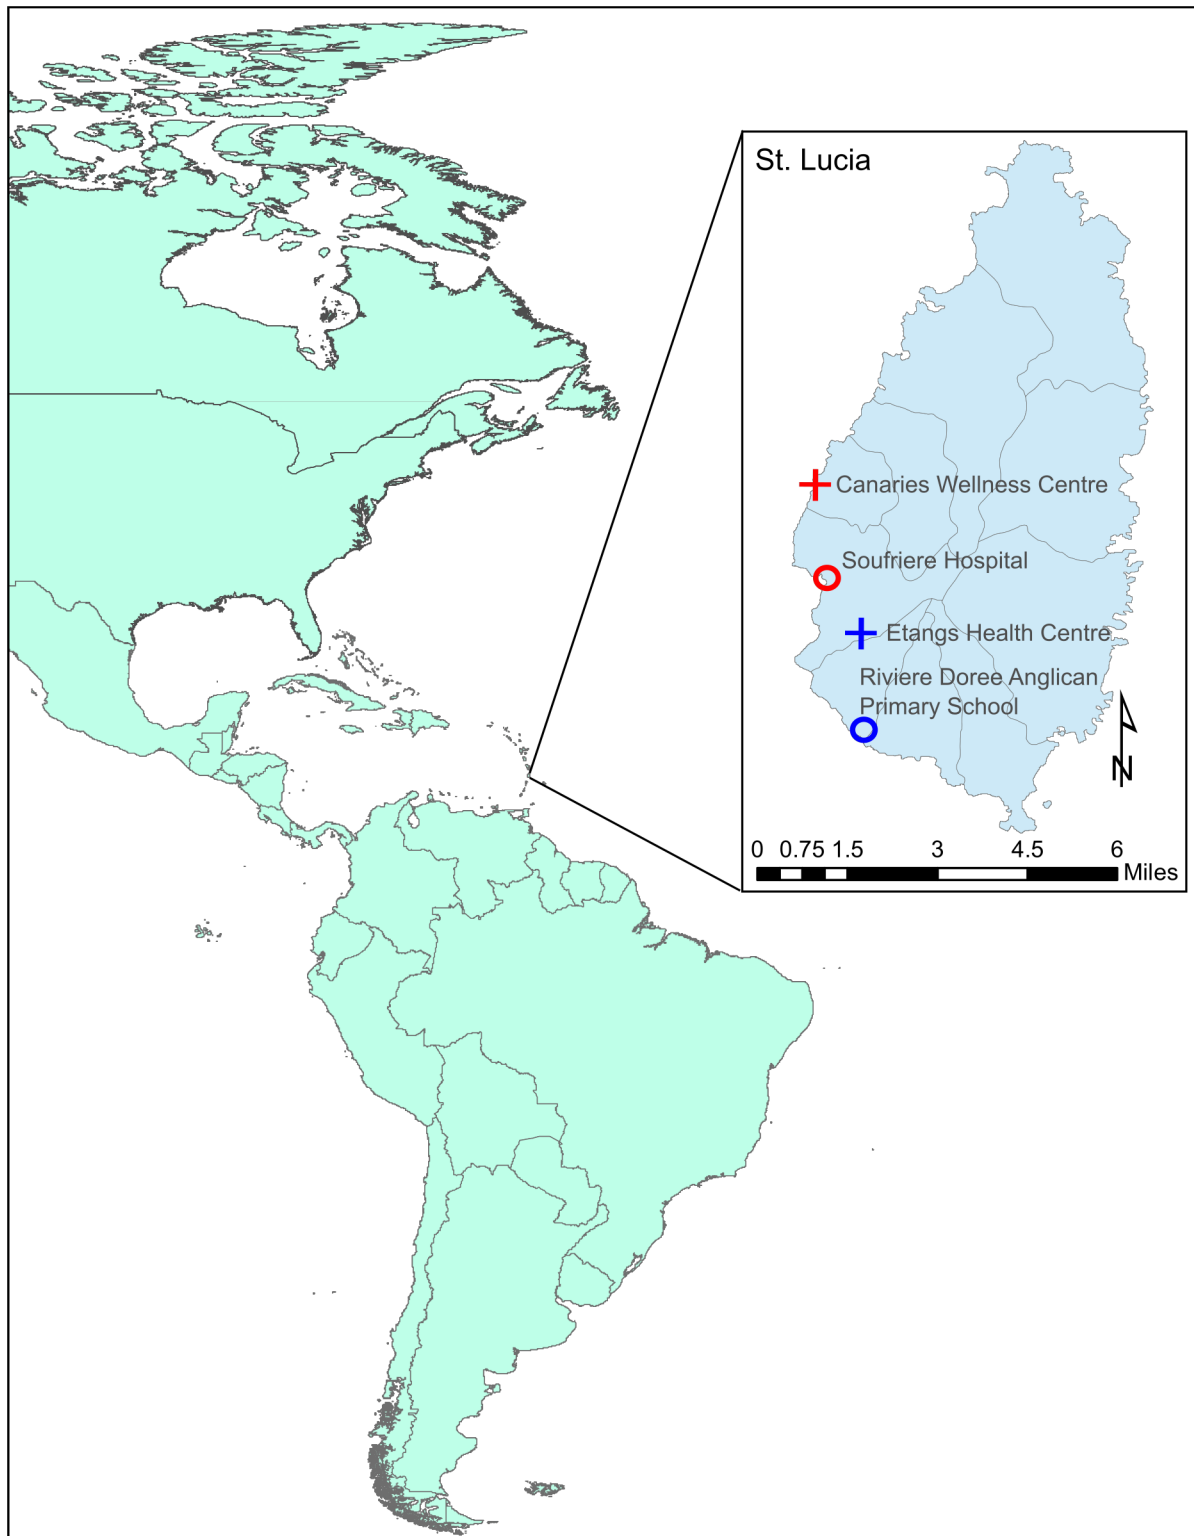 St. Lucia
Canaries Wellness Centre
Soufriere Hospital
Etangs Health Centre
Riviere Doree Anglican
Primary School
N
0 0.75 1.5 3 4.5 6
Miles